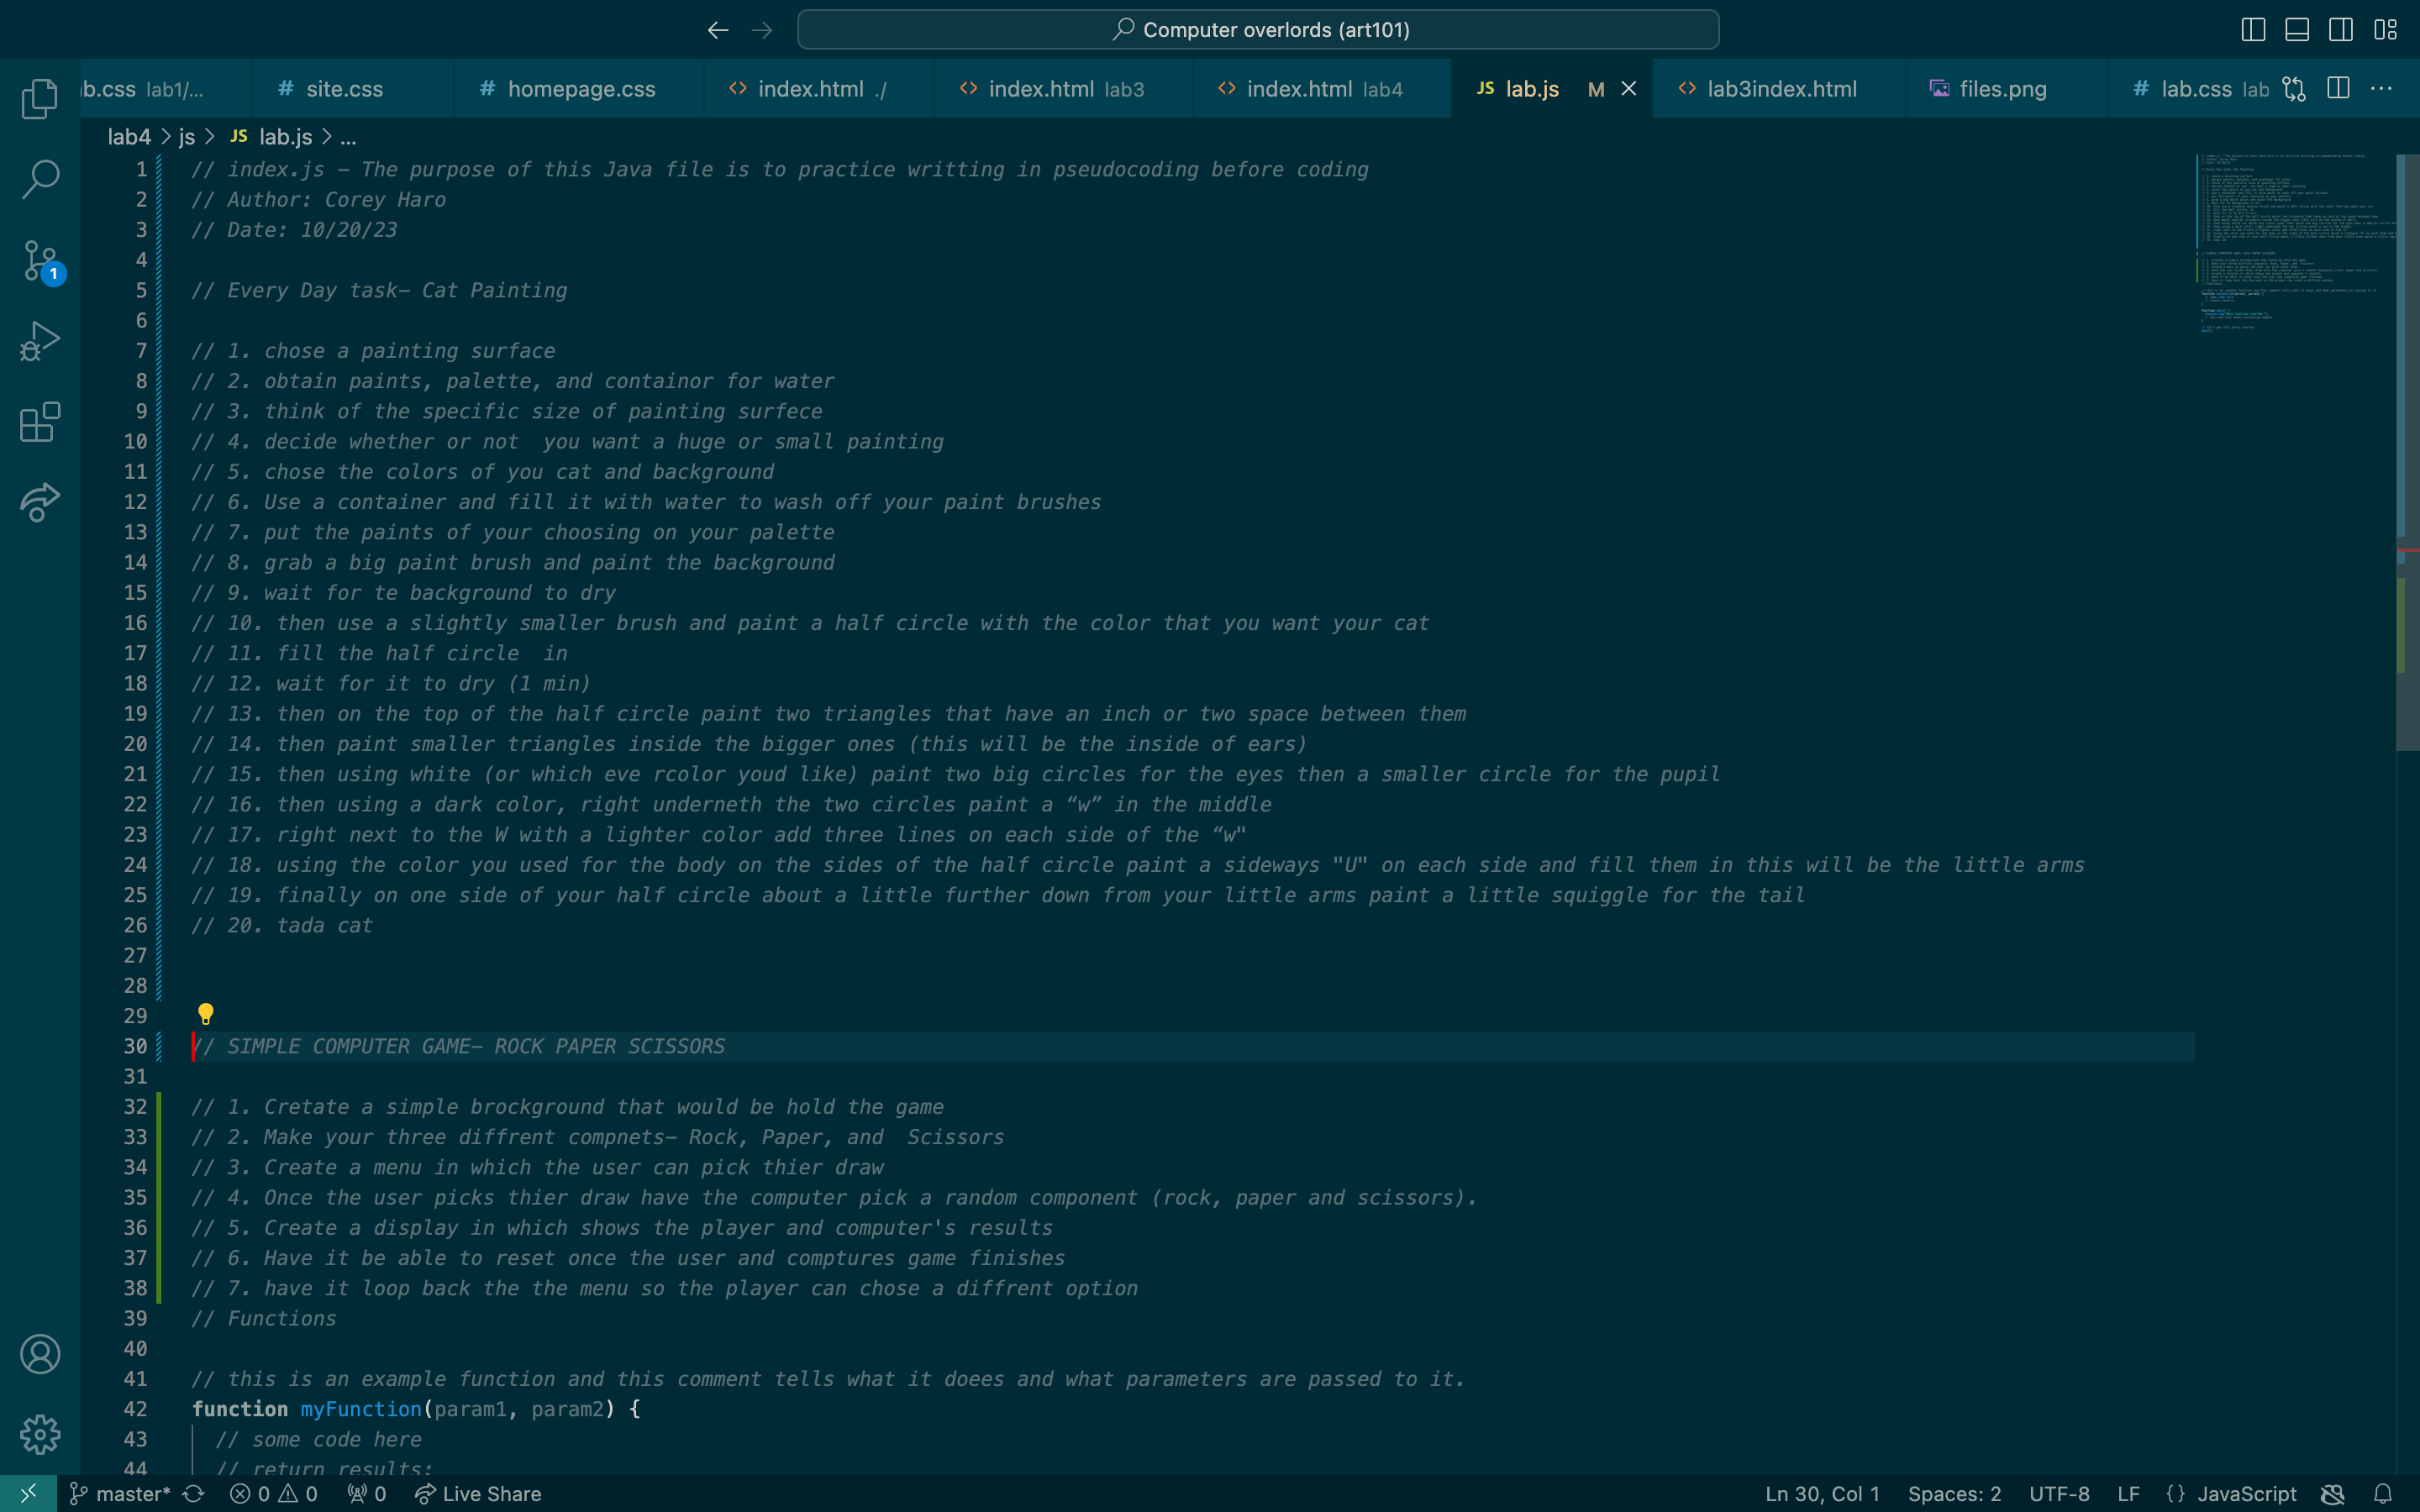 Computer overlords (art101)
b.css lab1/...
# site.css
# homepage.css
<> index.html ./
<> index.html lab3
<> index.html lab4
JS lab.js M
<> lab3index.html
files.png
# lab.css lab
lab4 > js > JS lab.js > ...
1 // index.js - The purpose of this Java file is to practice writting in pseudocoding before coding
2 // Author: Corey Haro
3 // Date: 10/20/23
4
5 // Every Day task- Cat Painting
6
7 // 1. chose a painting surface
8 // 2. obtain paints, palette, and containor for water
9 // 3. think of the specific size of painting surfece
10 // 4. decide whether or not  you want a huge or small painting
11 // 5. chose the colors of you cat and background
12 // 6. Use a container and fill it with water to wash off your paint brushes
13 // 7. put the paints of your choosing on your palette
14 // 8. grab a big paint brush and paint the background
15 // 9. wait for te background to dry
16 // 10. then use a slightly smaller brush and paint a half circle with the color that you want your cat
17 // 11. fill the half circle  in
18 // 12. wait for it to dry (1 min)
19 // 13. then on the top of the half circle paint two triangles that have an inch or two space between them
20 // 14. then paint smaller triangles inside the bigger ones (this will be the inside of ears)
21 // 15. then using white (or which eve rcolor youd like) paint two big circles for the eyes then a smaller circle for the pupil
22 // 16. then using a dark color, right underneth the two circles paint a “w” in the middle
23 // 17. right next to the W with a lighter color add three lines on each side of the “w"
24 // 18. using the color you used for the body on the sides of the half circle paint a sideways "U" on each side and fill them in this will be the little arms
25 // 19. finally on one side of your half circle about a little further down from your little arms paint a little squiggle for the tail
26 // 20. tada cat
27
28
29
30 // SIMPLE COMPUTER GAME- ROCK PAPER SCISSORS
31
32 // 1. Cretate a simple brockground that would be hold the game
33 // 2. Make your three diffrent compnets- Rock, Paper, and  Scissors
34 // 3. Create a menu in which the user can pick thier draw
35 // 4. Once the user picks thier draw have the computer pick a random component (rock, paper and scissors).
36 // 5. Create a display in which shows the player and computer's results
37 // 6. Have it be able to reset once the user and comptures game finishes
38 // 7. have it loop back the the menu so the player can chose a diffrent option
39 // Functions
40
41 // this is an example function and this comment tells what it doees and what parameters are passed to it.
42 function myFunction(param1, param2) {
43 // some code here
44 // return results;
1
master* 0 0 0 Live Share
Ln 30, Col 1 Spaces: 2 UTF-8 LF {} JavaScript